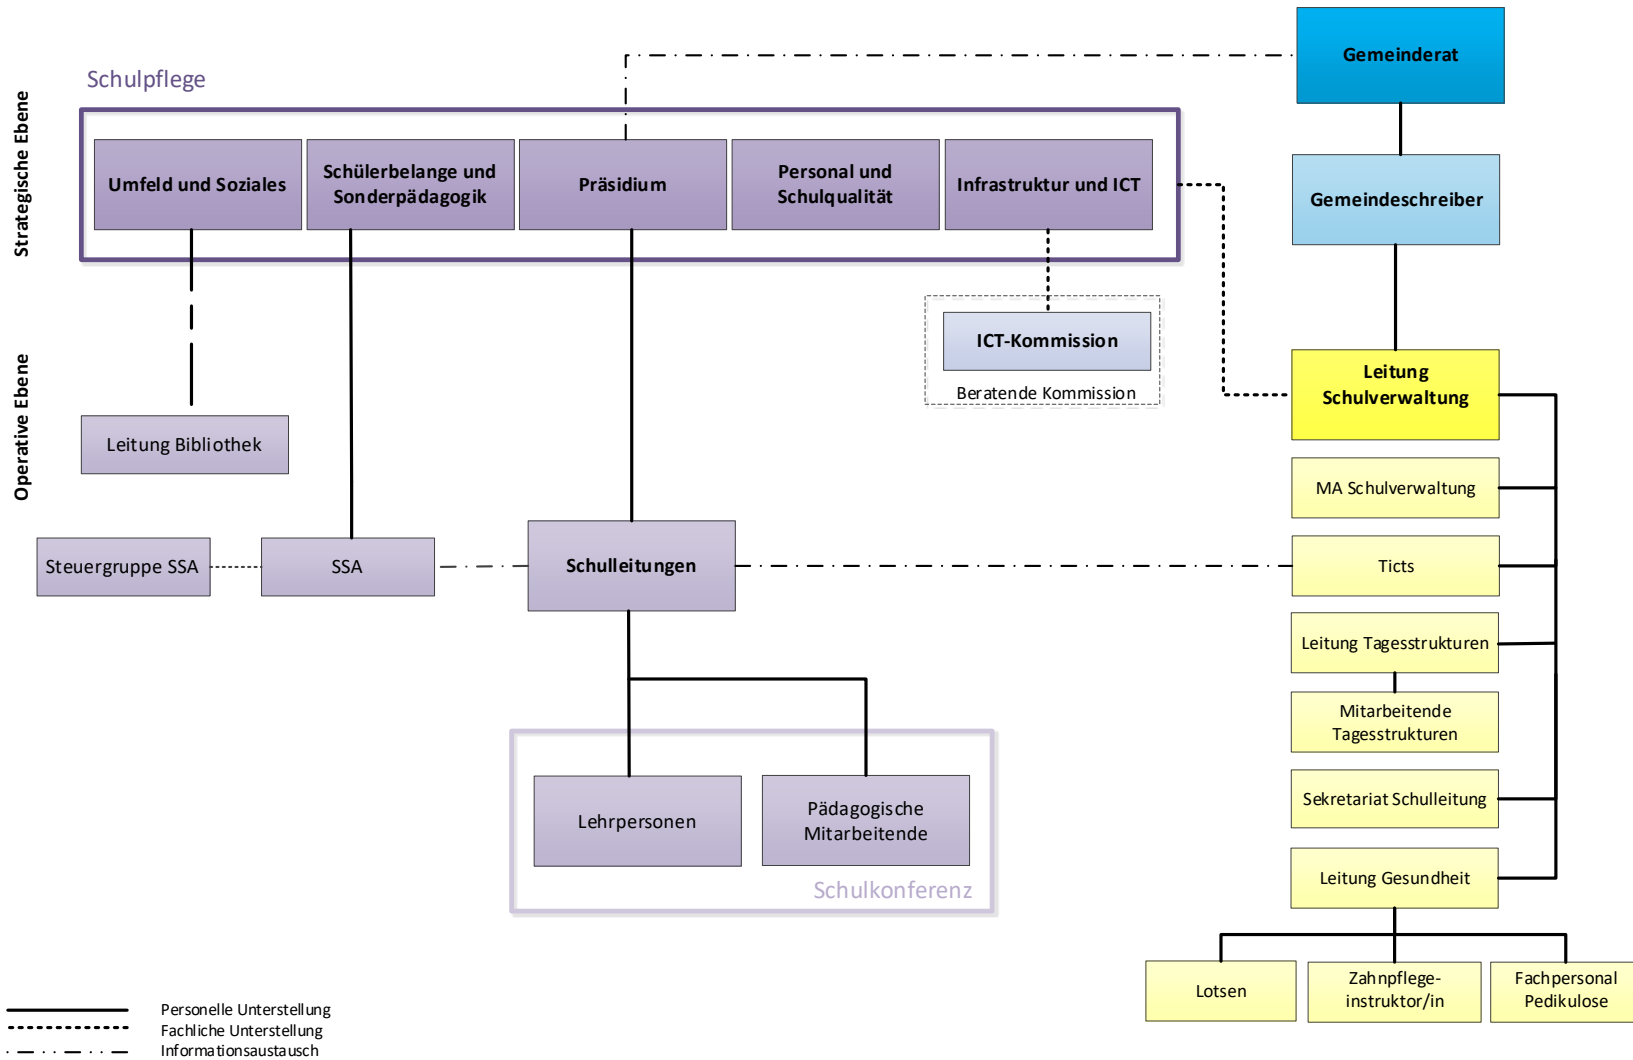 Gemeinderat
Schulpflege
Strategische Ebene
Umfeld und Soziales
Schülerbelange und
Sonderpädagogik
Präsidium
Personal und
Schulqualität
Infrastruktur und ICT
Gemeindeschreiber
Operative Ebene
ICT-Kommission
Beratende Kommission
Leitung
Schulverwaltung
Leitung Bibliothek
MA Schulverwaltung
Steuergruppe SSA
SSA
Schulleitungen
Ticts
Leitung Tagesstrukturen
Mitarbeitende
Tagesstrukturen
Lehrpersonen
Pädagogische
Mitarbeitende
Sekretariat Schulleitung
Schulkonferenz
Leitung Gesundheit
Lotsen
Zahnpflege-
instruktor/in
Fachpersonal
Pedikulose
Personelle Unterstellung
Fachliche Unterstellung
Informationsaustausch